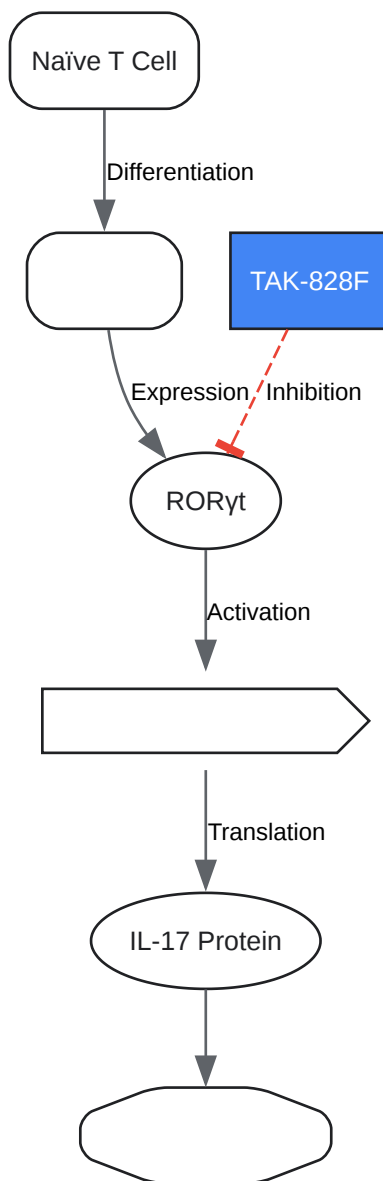 Naïve T Cell
Differentiation
TAK-828F
Expression
Inhibition
RORγt
Activation
Translation
IL-17 Protein